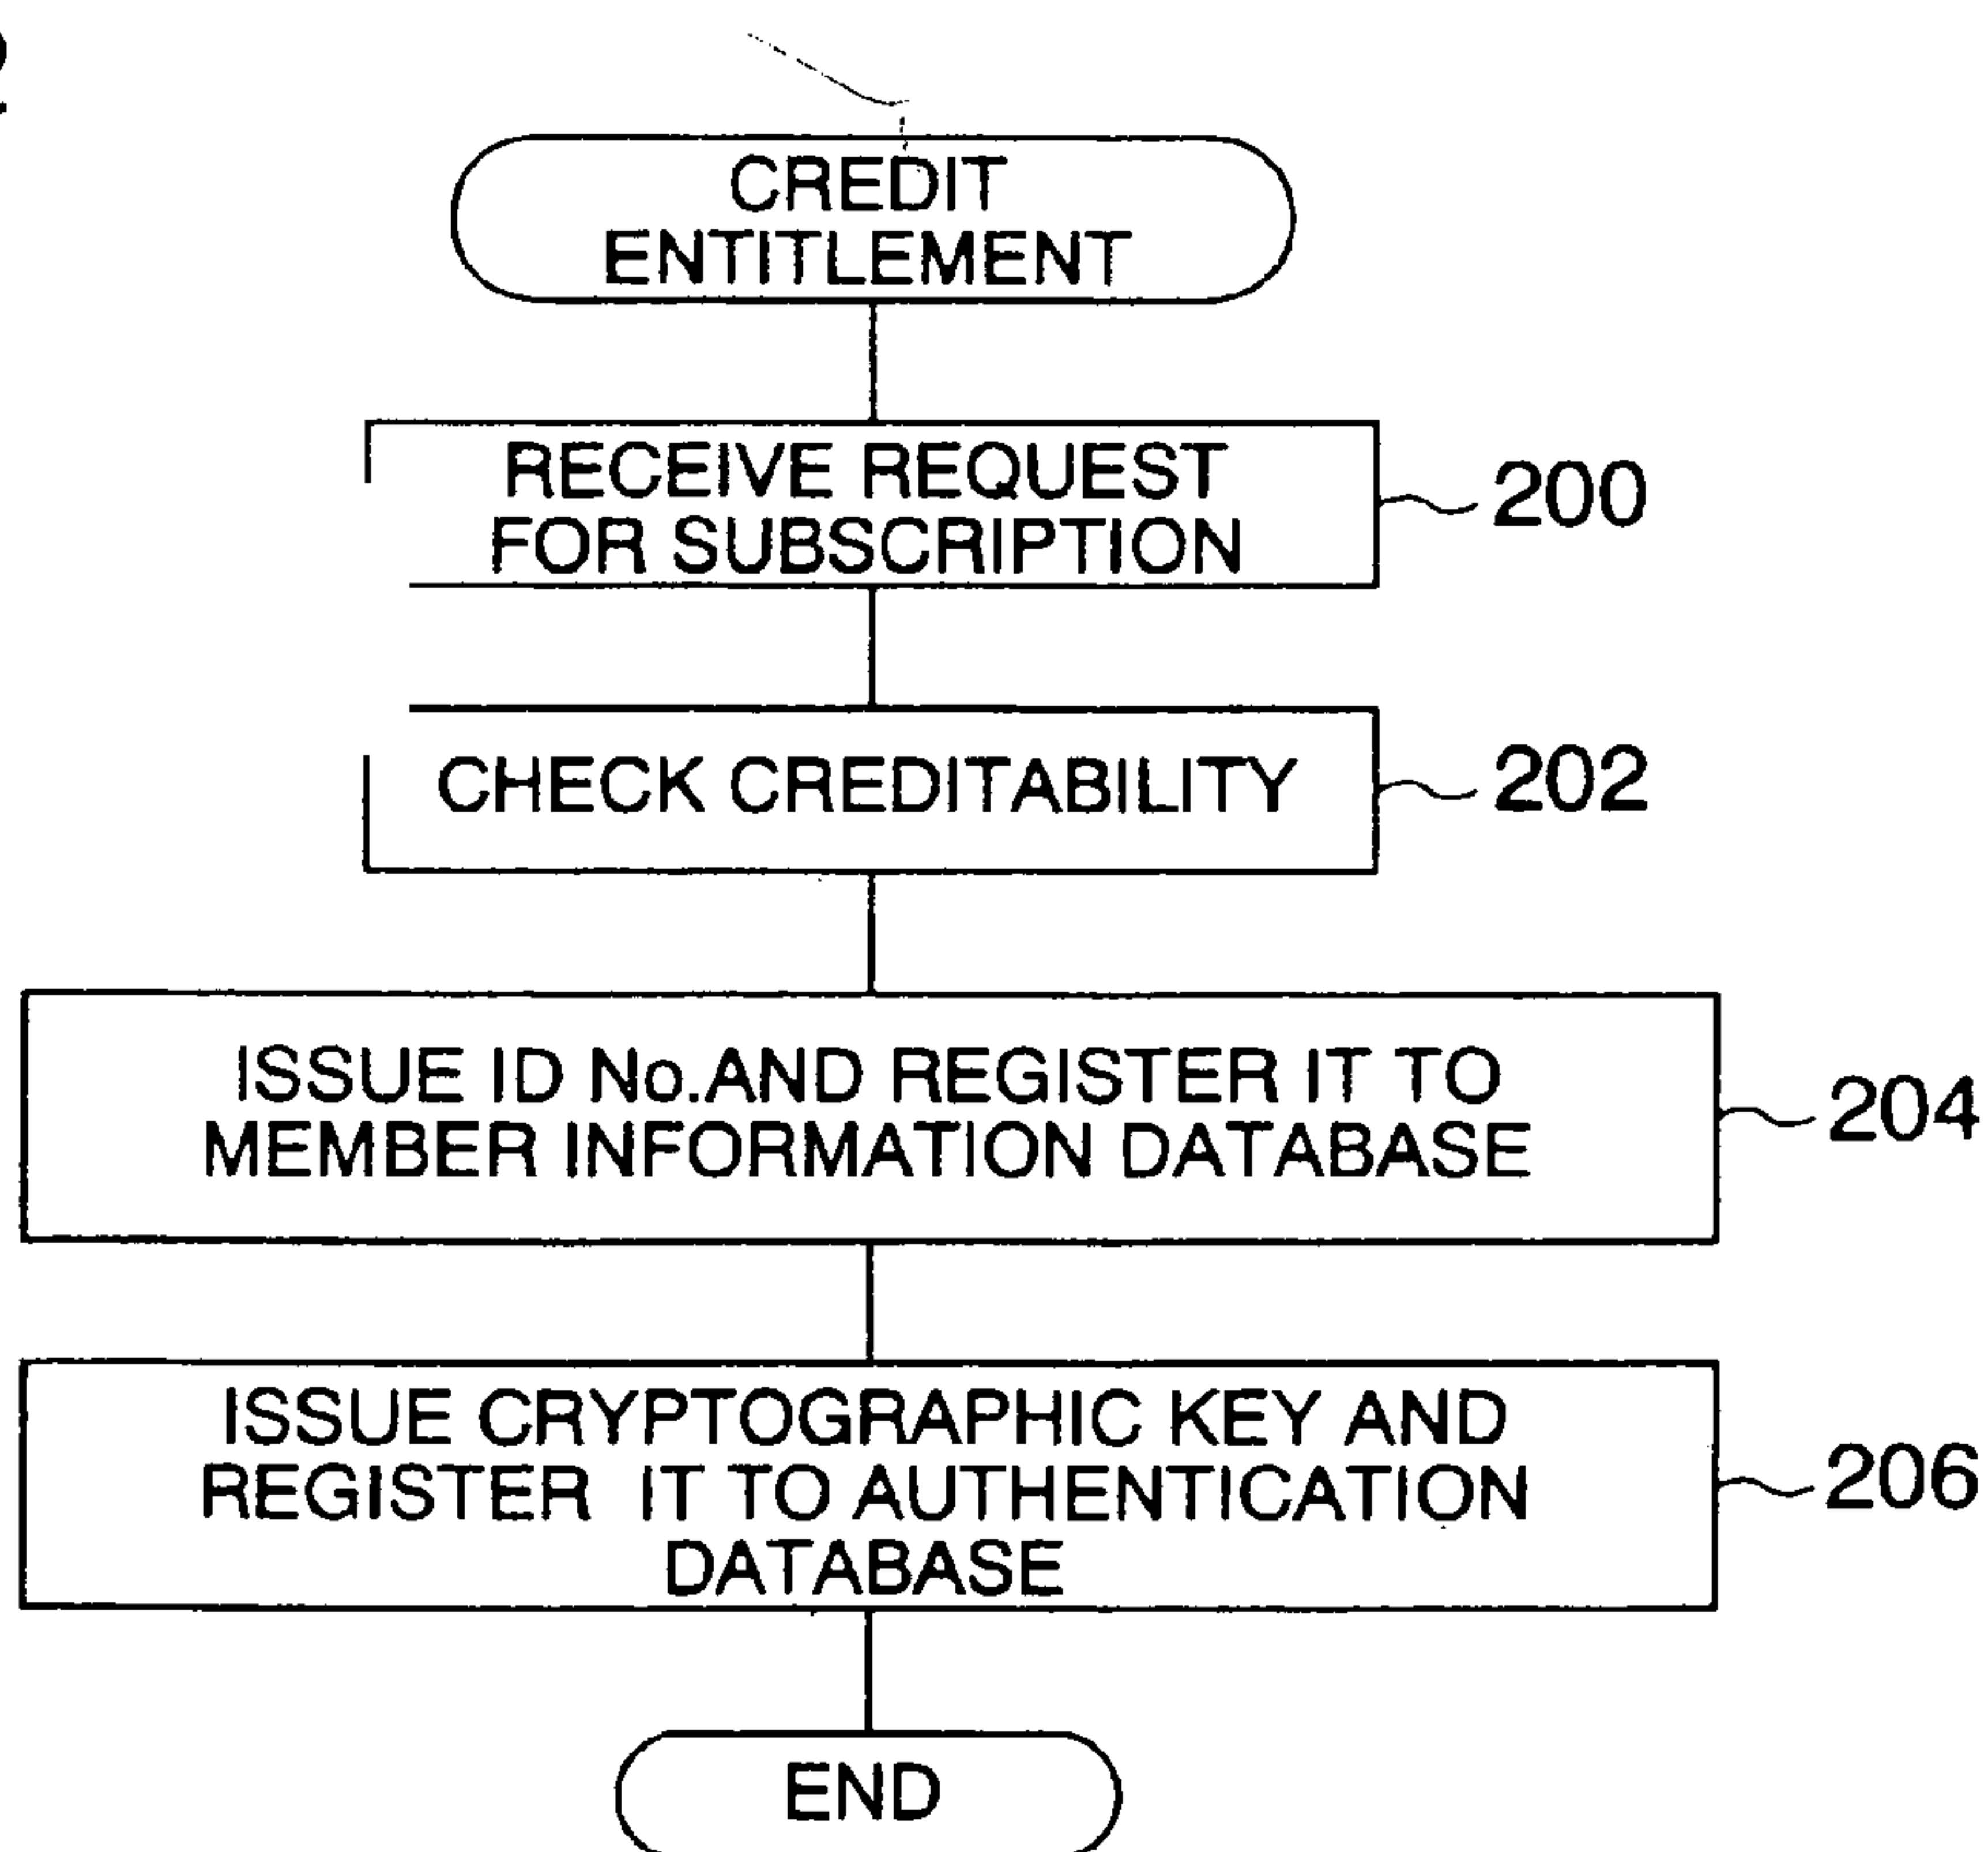 CREDIT
ENTITLEMENT
RECEIVE REQUEST
FOR SUBSCRIPTION
200
CHECK CREDITABILITY
202
ISSUE ID No.AND REGISTER IT TO
MEMBER INFORMATION DATABASE
204
ISSUE CRYPTOGRAPHIC KEY AND
REGISTER IT TO AUTHENTICATION
DATABASE
206
END